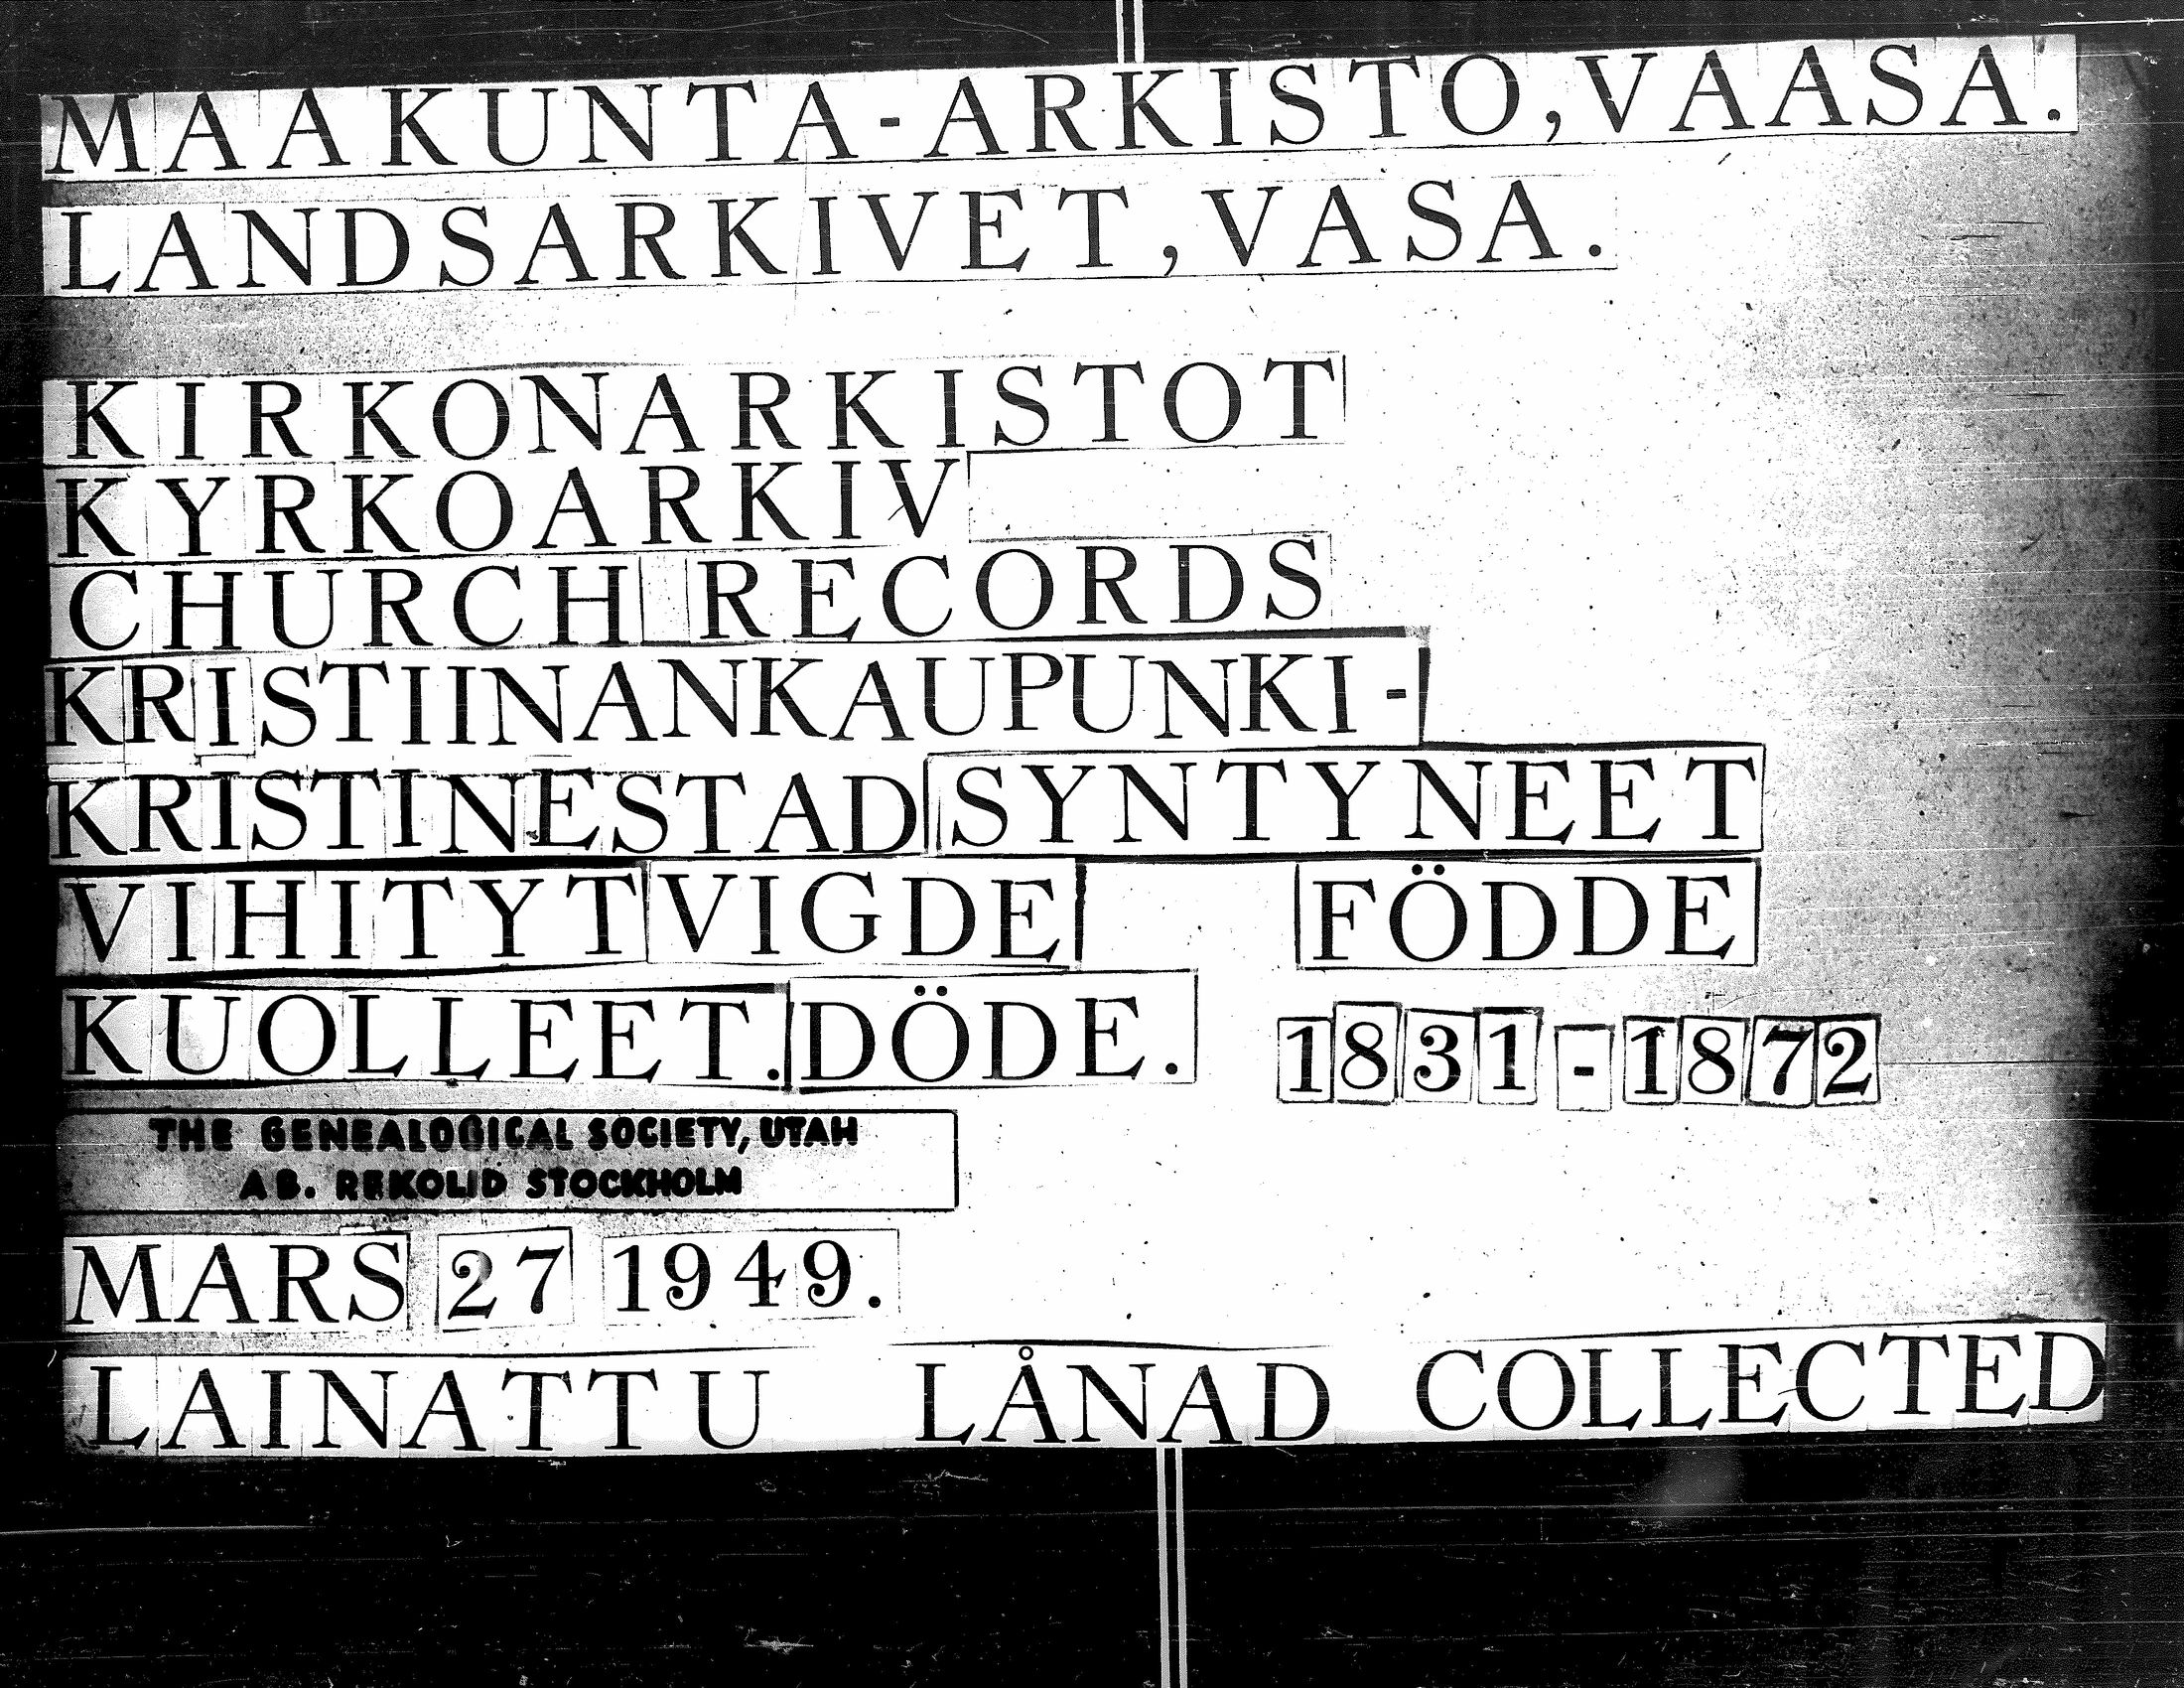 MAAKUNTA-ARKISTO,VAASA.
LANDSARKIVET,VASA.
KIRKONARKISTOT
KYRKOARKIV
CHURCH RECORDS
KRISTIINANKAUPUNKI-
KRISTINESTAD SYNTYNEET
VIHITYT VIGDE FÖDDE
KUOLLEET. DÖDE. 1831-1872
THE GENEALOGICAL SOCIETY, UTAH
AB. REKOLID STOCKHOLM
MARS 27 1949.
LAINATTU LÅNAD COLLECTED